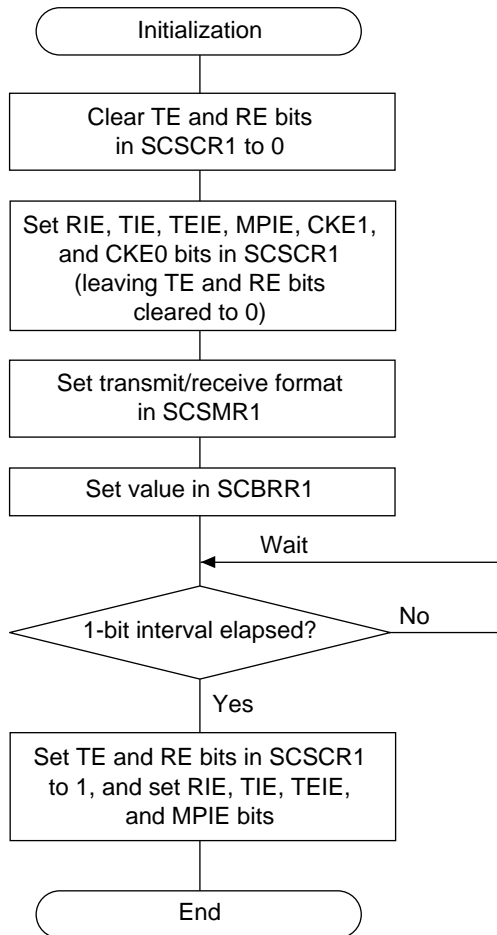 Initialization
Clear TE and RE bits
in SCSCR1 to 0
Set RIE, TIE, TEIE, MPIE, CKE1,
and CKE0 bits in SCSCR1
(leaving TE and RE bits
cleared to 0)
Set transmit/receive format
in SCSMR1
Set value in SCBRR1
Wait
1-bit interval elapsed?
No
Yes
Set TE and RE bits in SCSCR1
to 1, and set RIE, TIE, TEIE,
and MPIE bits
End